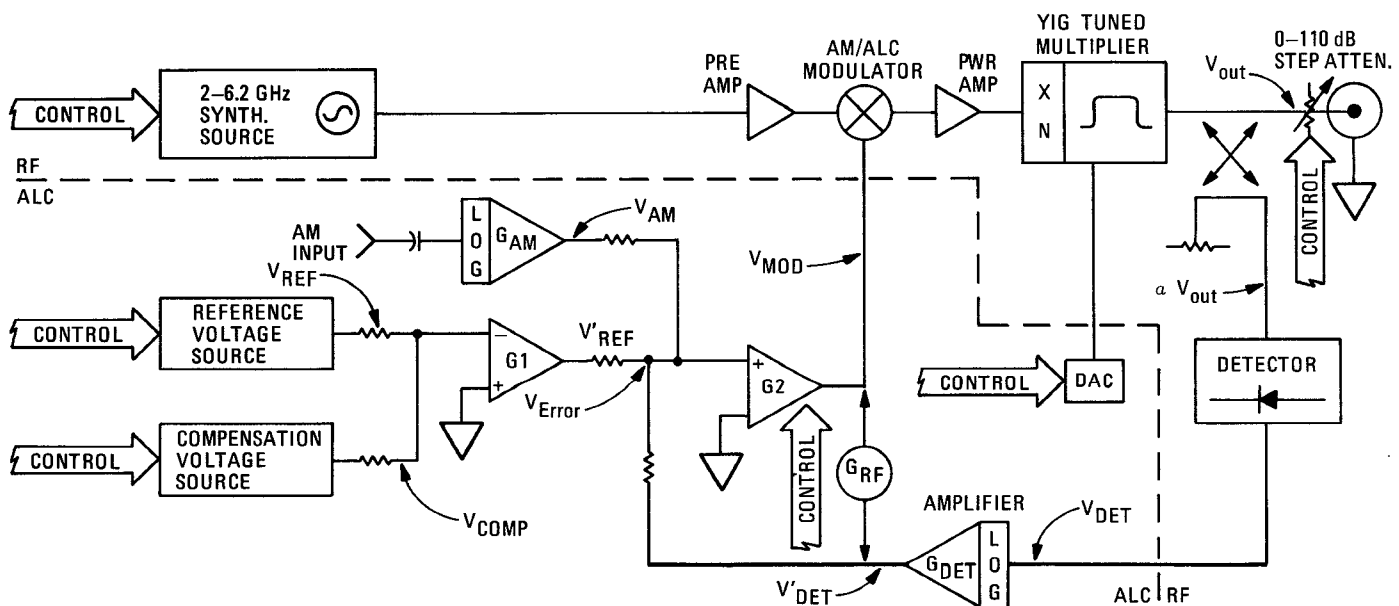 YIG TUNED
MULTIPLIER
0–110 dB
STEP ATTEN.
AM/ALC
MODULATOR
PRE
AMP
PWR
AMP
Vout
CONTROL
2–6.2 GHz
SYNTH.
SOURCE
X
N
RF
ALC
CONTROL
AM
INPUT
LOG
GAM
VAM
VMOD
a Vout
VREF
CONTROL
REFERENCE
VOLTAGE
SOURCE
V'REF
–
+
G1
VError
+
G2
CONTROL
CONTROL
DAC
DETECTOR
CONTROL
COMPENSATION
VOLTAGE
SOURCE
VCOMP
GRF
AMPLIFIER
GDET
LOG
VDET
V'DET
ALC
RF